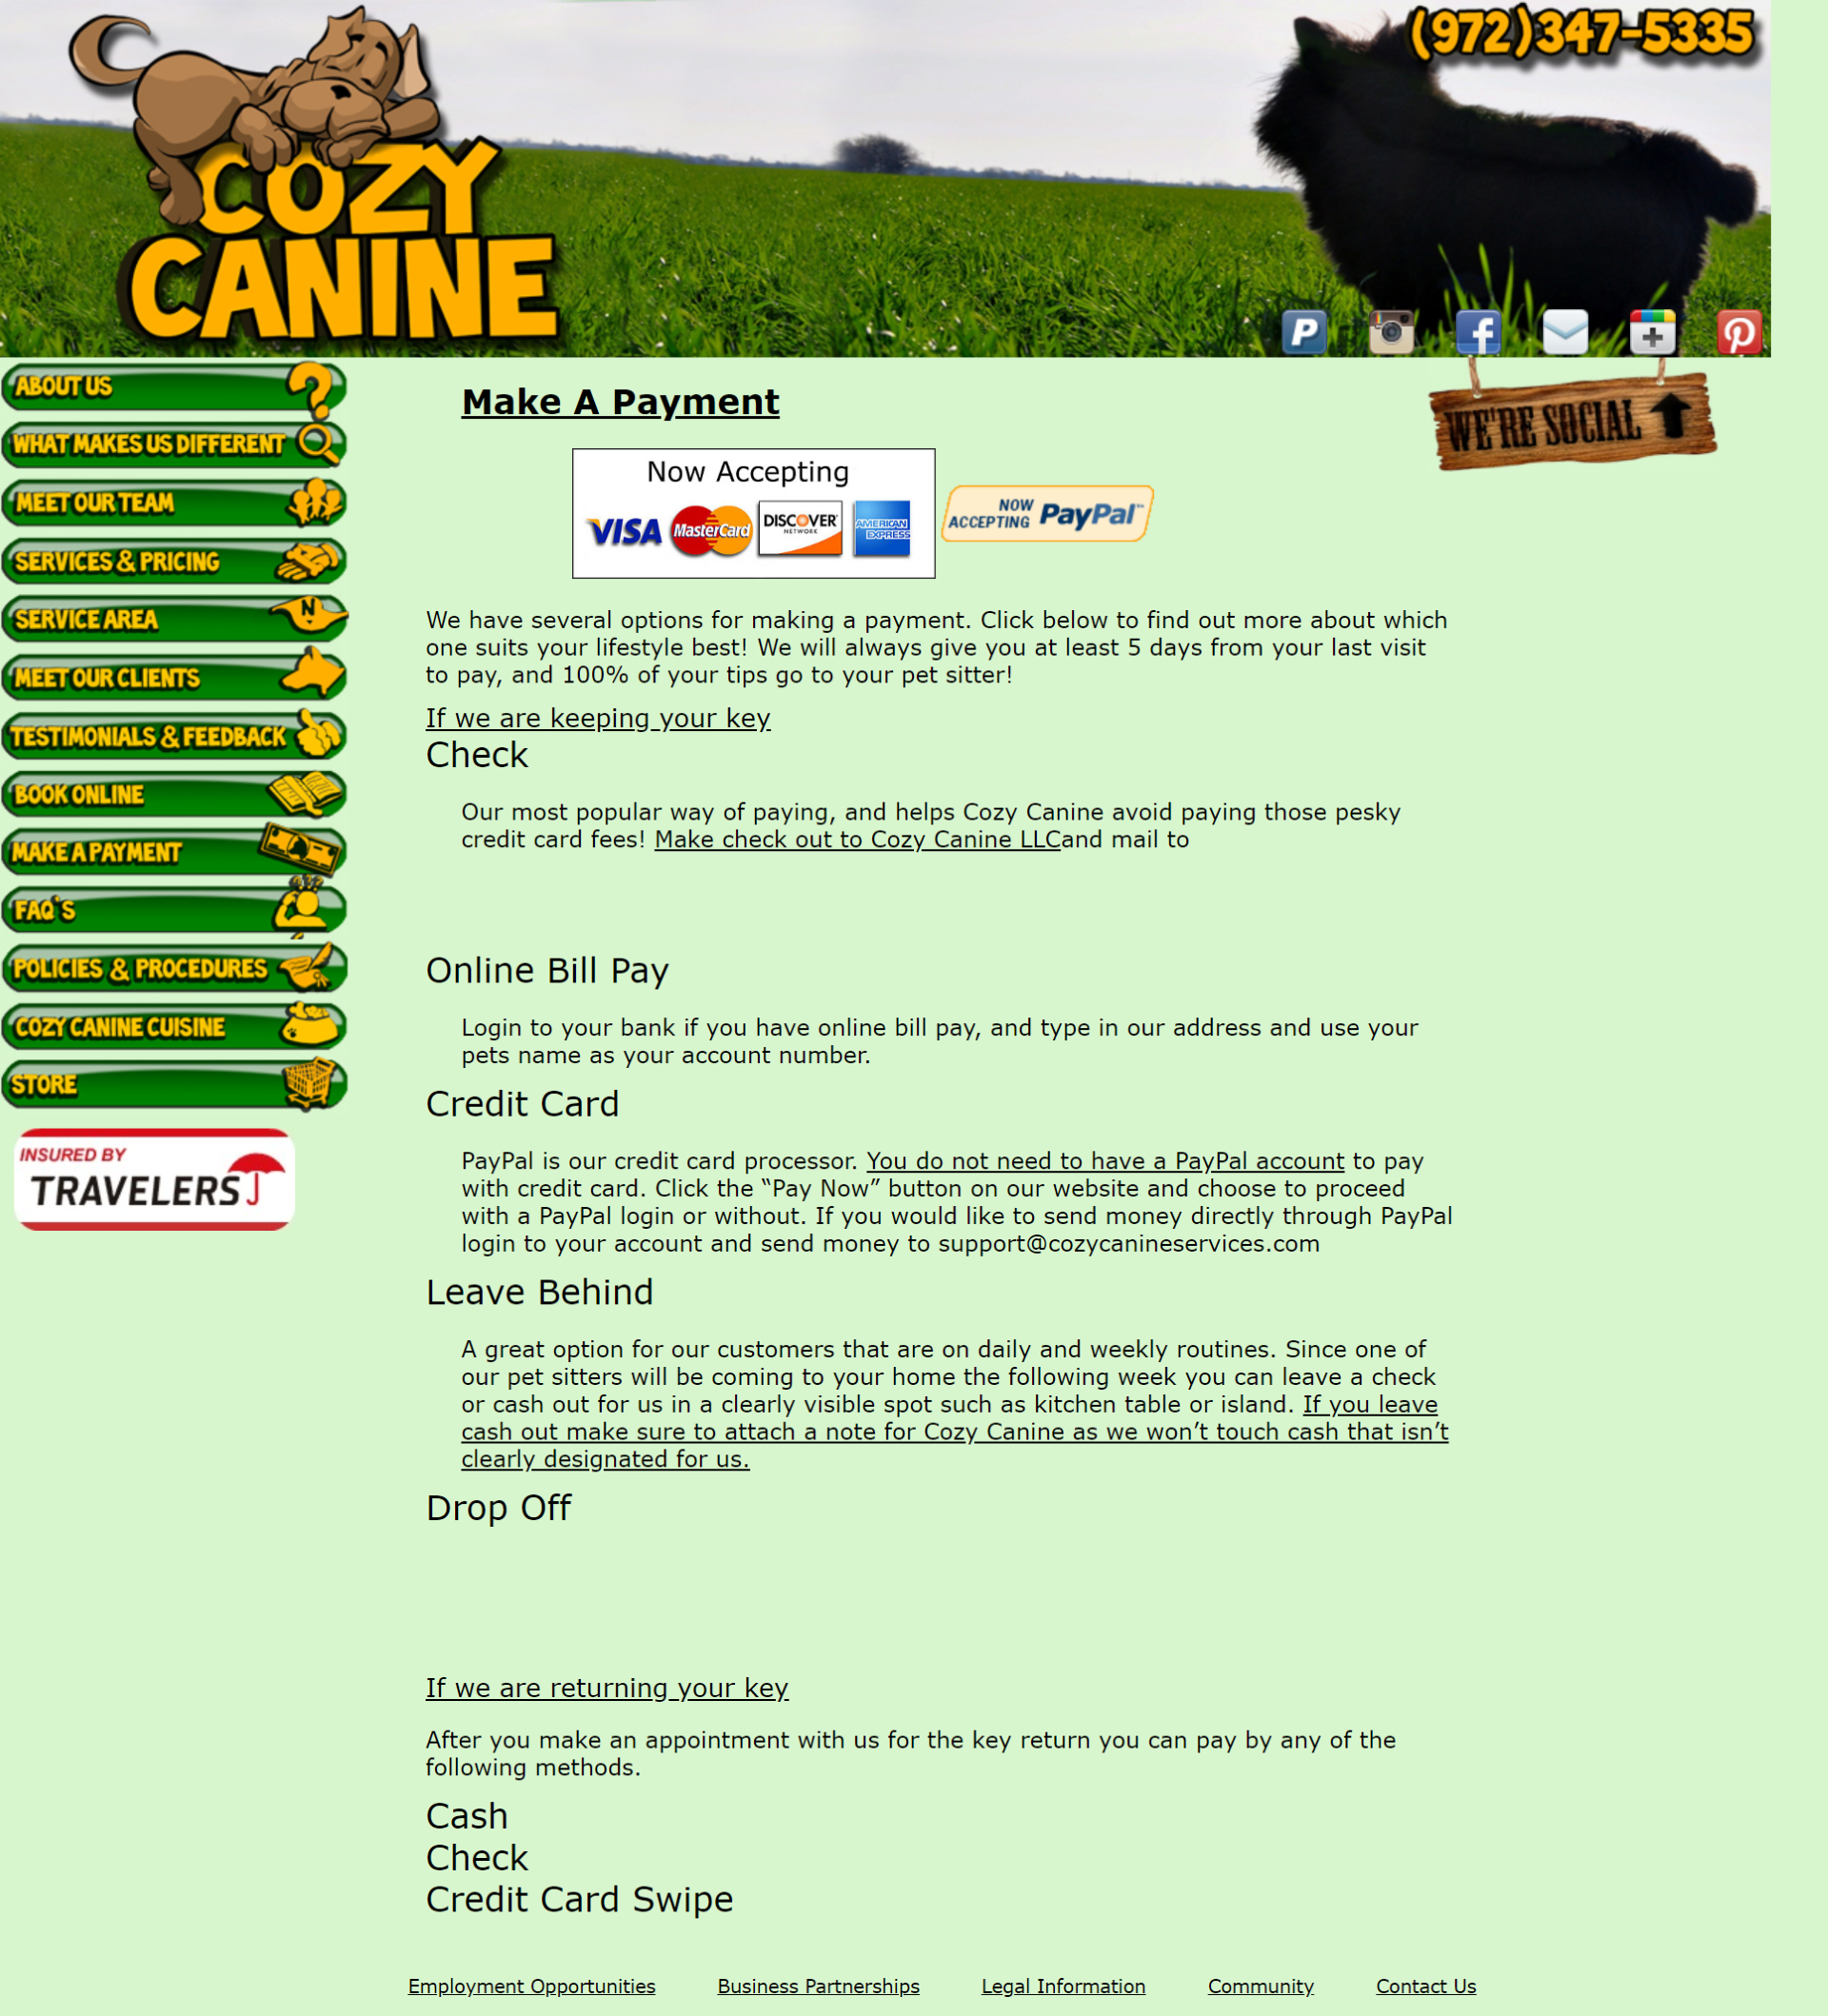 (972)347-5335
COZY
CANINE
WE'RE SOCIAL
ABOUT US
WHAT MAKES US DIFFERENT
MEET OUR TEAM
SERVICES & PRICING
SERVICE AREA
N
MEET OUR CLIENTS
TESTIMONIALS & FEEDBACK
BOOK ONLINE
MAKE A PAYMENT
FAQ'S
POLICIES & PROCEDURES
COZY CANINE CUISINE
STORE
INSURED BY
TRAVELERS
Make A Payment
Now Accepting
VISA MasterCard DISCOVER NETWORK AMERICAN EXPRESS
NOW ACCEPTING PayPal™
We have several options for making a payment. Click below to find out more about which
one suits your lifestyle best! We will always give you at least 5 days from your last visit
to pay, and 100% of your tips go to your pet sitter!
If we are keeping your key
Check
Our most popular way of paying, and helps Cozy Canine avoid paying those pesky
credit card fees! Make check out to Cozy Canine LLCand mail to
Online Bill Pay
Login to your bank if you have online bill pay, and type in our address and use your
pets name as your account number.
Credit Card
PayPal is our credit card processor. You do not need to have a PayPal account to pay
with credit card. Click the “Pay Now” button on our website and choose to proceed
with a PayPal login or without. If you would like to send money directly through PayPal
login to your account and send money to support@cozycanineservices.com
Leave Behind
A great option for our customers that are on daily and weekly routines. Since one of
our pet sitters will be coming to your home the following week you can leave a check
or cash out for us in a clearly visible spot such as kitchen table or island. If you leave
cash out make sure to attach a note for Cozy Canine as we won’t touch cash that isn’t
clearly designated for us.
Drop Off
If we are returning your key
After you make an appointment with us for the key return you can pay by any of the
following methods.
Cash
Check
Credit Card Swipe
Employment Opportunities Business Partnerships Legal Information Community Contact Us